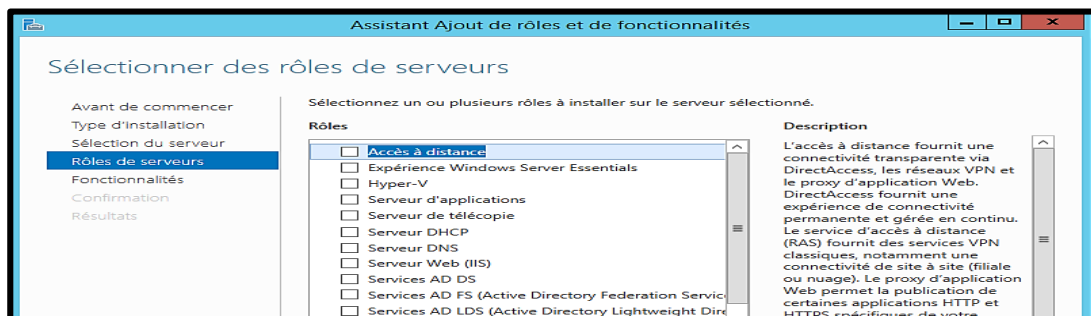 Assistant Ajout de rôles et de fonctionnalités
Sélectionner des rôles de serveurs
Avant de commencer
Type d'installation
Sélection du serveur
Rôles de serveurs
Fonctionnalités
Confirmation
Résultats
Sélectionnez un ou plusieurs rôles à installer sur le serveur sélectionné.
Rôles
Accès à distance
Expérience Windows Server Essentials
Hyper-V
Serveur d'applications
Serveur de télécopie
Serveur DHCP
Serveur DNS
Serveur Web (IIS)
Services AD DS
Services AD FS (Active Directory Federation Servic
Services AD LDS (Active Directory Lightweight Dire
Description
L'accès à distance fournit une
connectivité transparente via
DirectAccess, les réseaux VPN et
le proxy d'application Web.
DirectAccess fournit une
expérience de connectivité
permanente et gérée en continu.
Le service d'accès à distance
(RAS) fournit des services VPN
classiques, notamment une
connectivité de site à site (filiale
ou nuage). Le proxy d'application
Web permet la publication de
certaines applications HTTP et
HTTPS spécifiques de votre